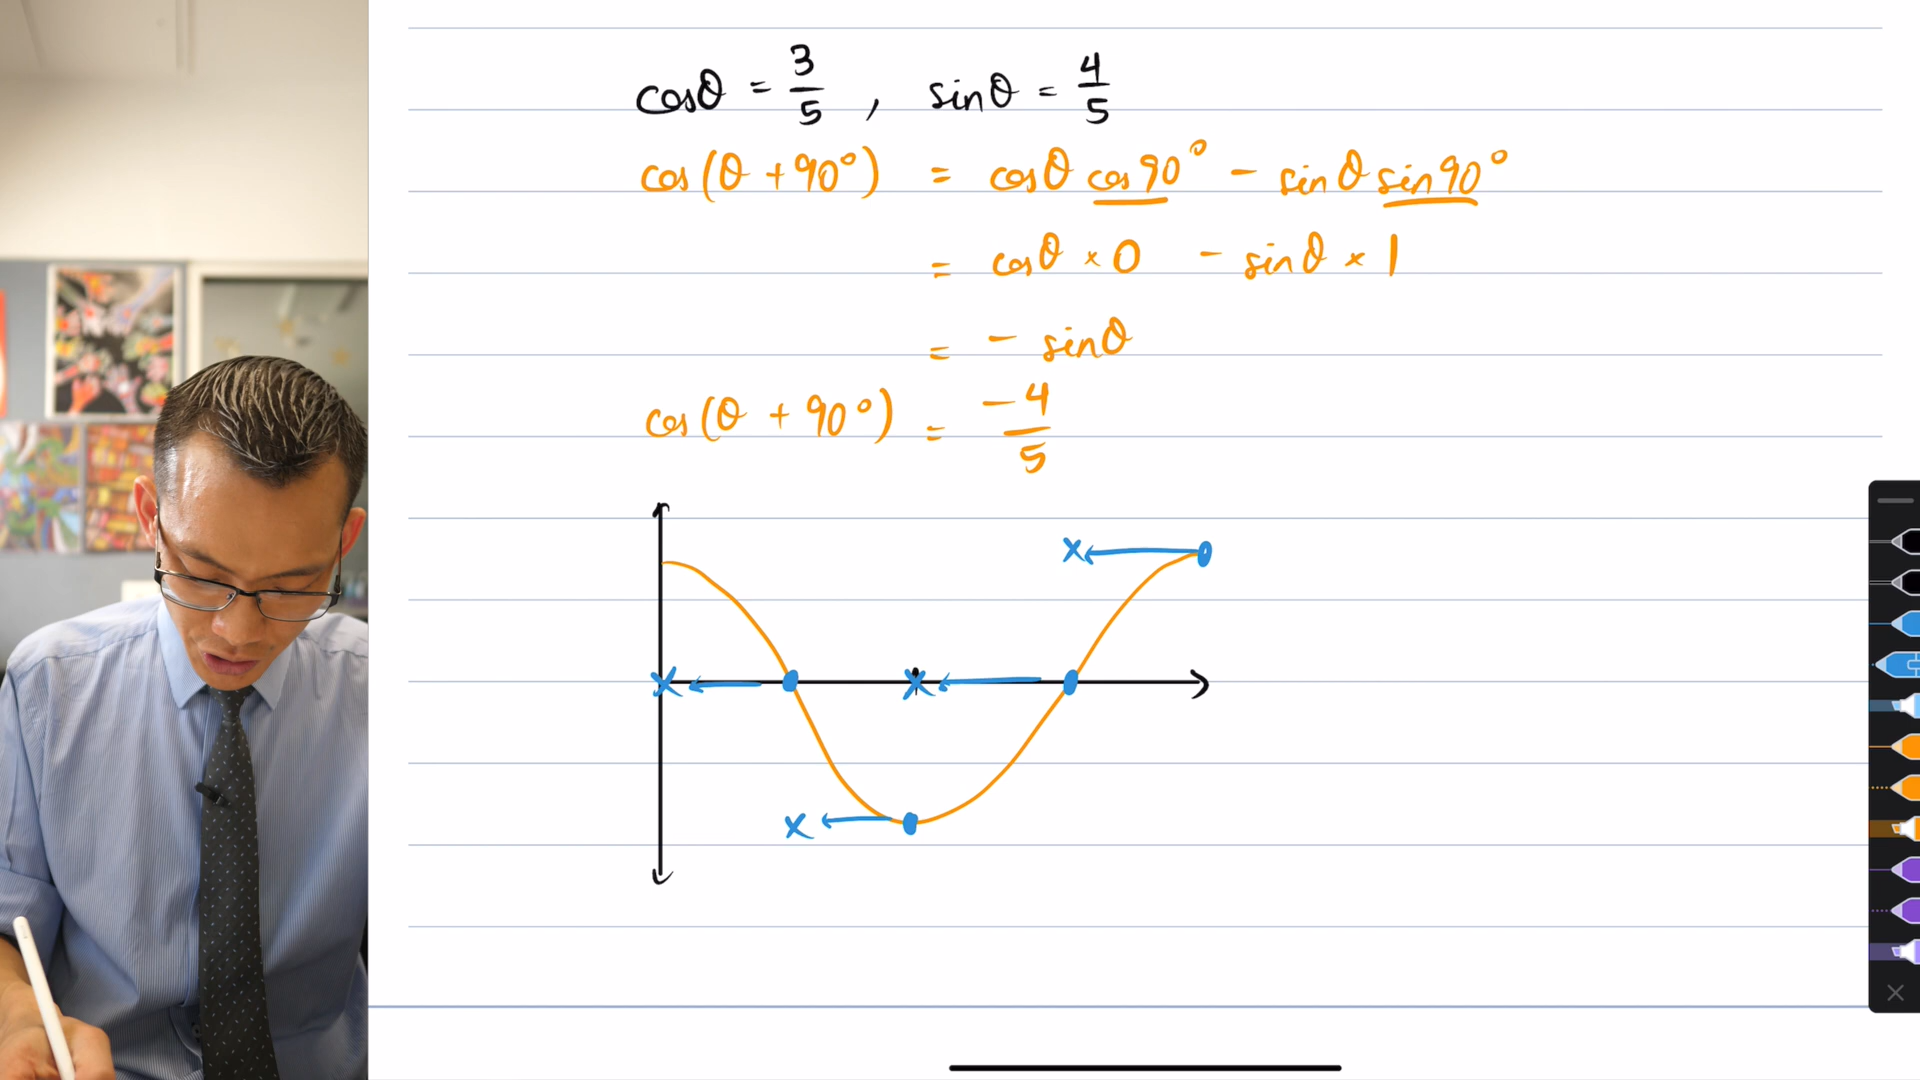 cosθ = 3/5 , sinθ = 4/5
cos(θ + 90°) = cosθ cos90° - sinθ sin90°
= cosθ × 0 - sinθ × 1
= - sinθ
cos(θ + 90°) = -4/5
x
x
x
x